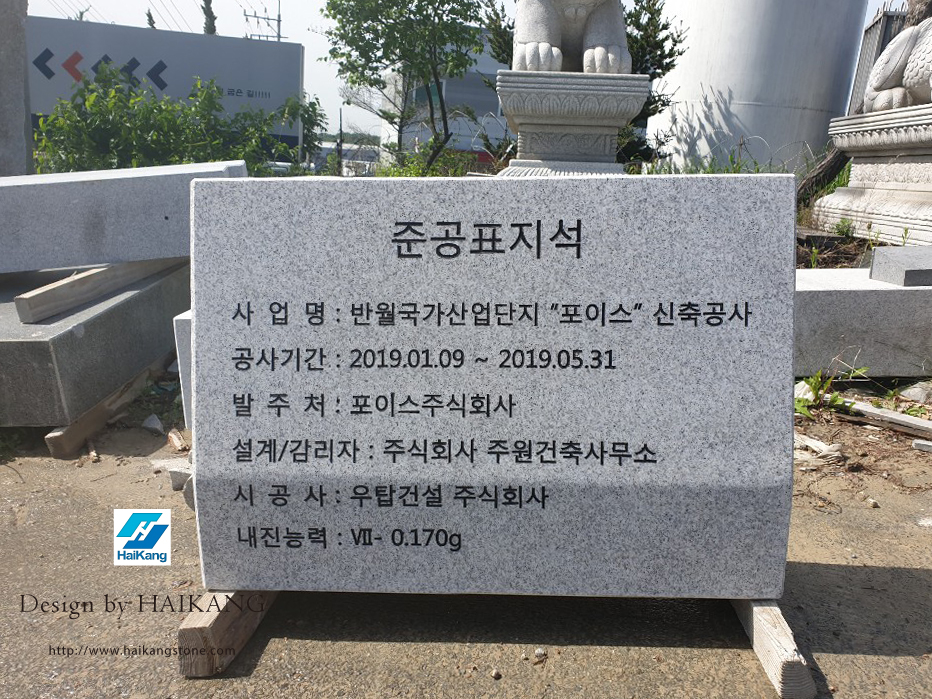 굽은 길!!!!!
준공표지석
사 업 명 : 반월국가산업단지 “포이스” 신축공사
공사기간 : 2019.01.09 ~ 2019.05.31
발 주 처 : 포이스주식회사
설계/감리자 : 주식회사 주원건축사무소
시 공 사 : 우탑건설 주식회사
내진능력 : Ⅶ- 0.170g
HaiKang
Design by HAIKANG
http://www.haikangstone.com